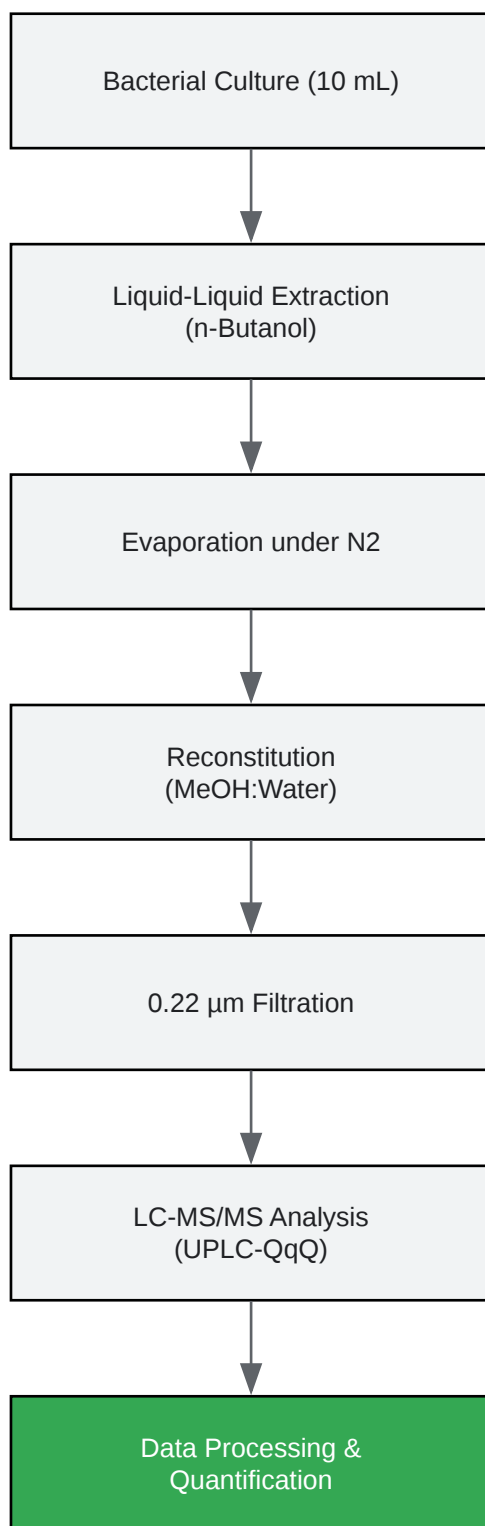 Bacterial Culture (10 mL)
Liquid-Liquid Extraction
(n-Butanol)
Evaporation under N2
Reconstitution
(MeOH:Water)
0.22 µm Filtration
LC-MS/MS Analysis
(UPLC-QqQ)
Data Processing &
Quantification